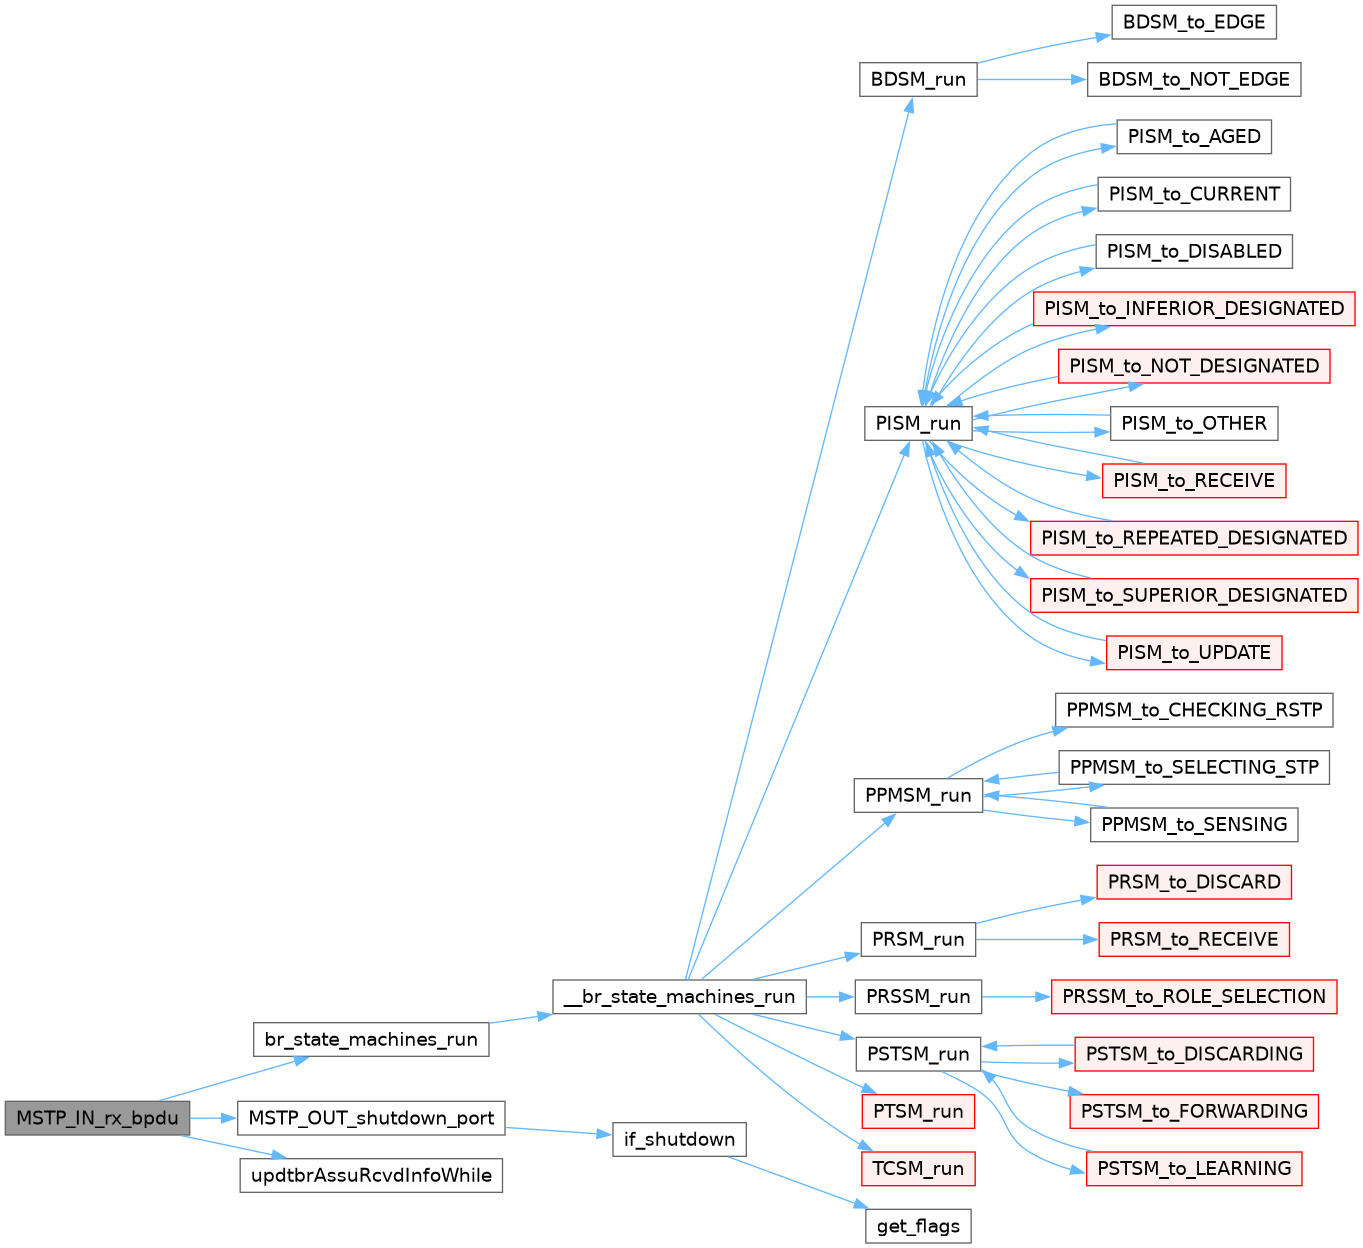 BDSM_to_EDGE
BDSM_run
BDSM_to_NOT_EDGE
PISM_to_AGED
PISM_to_CURRENT
PISM_to_DISABLED
PISM_to_INFERIOR_DESIGNATED
PISM_to_NOT_DESIGNATED
PISM_run
PISM_to_OTHER
PISM_to_RECEIVE
PISM_to_REPEATED_DESIGNATED
PISM_to_SUPERIOR_DESIGNATED
PISM_to_UPDATE
PPMSM_to_CHECKING_RSTP
PPMSM_to_SELECTING_STP
PPMSM_run
PPMSM_to_SENSING
PRSM_to_DISCARD
PRSM_run
PRSM_to_RECEIVE
__br_state_machines_run
PRSSM_run
PRSSM_to_ROLE_SELECTION
br_state_machines_run
PSTSM_run
PSTSM_to_DISCARDING
MSTP_IN_rx_bpdu
MSTP_OUT_shutdown_port
PTSM_run
PSTSM_to_FORWARDING
if_shutdown
updtbrAssuRcvdInfoWhile
TCSM_run
PSTSM_to_LEARNING
get_flags